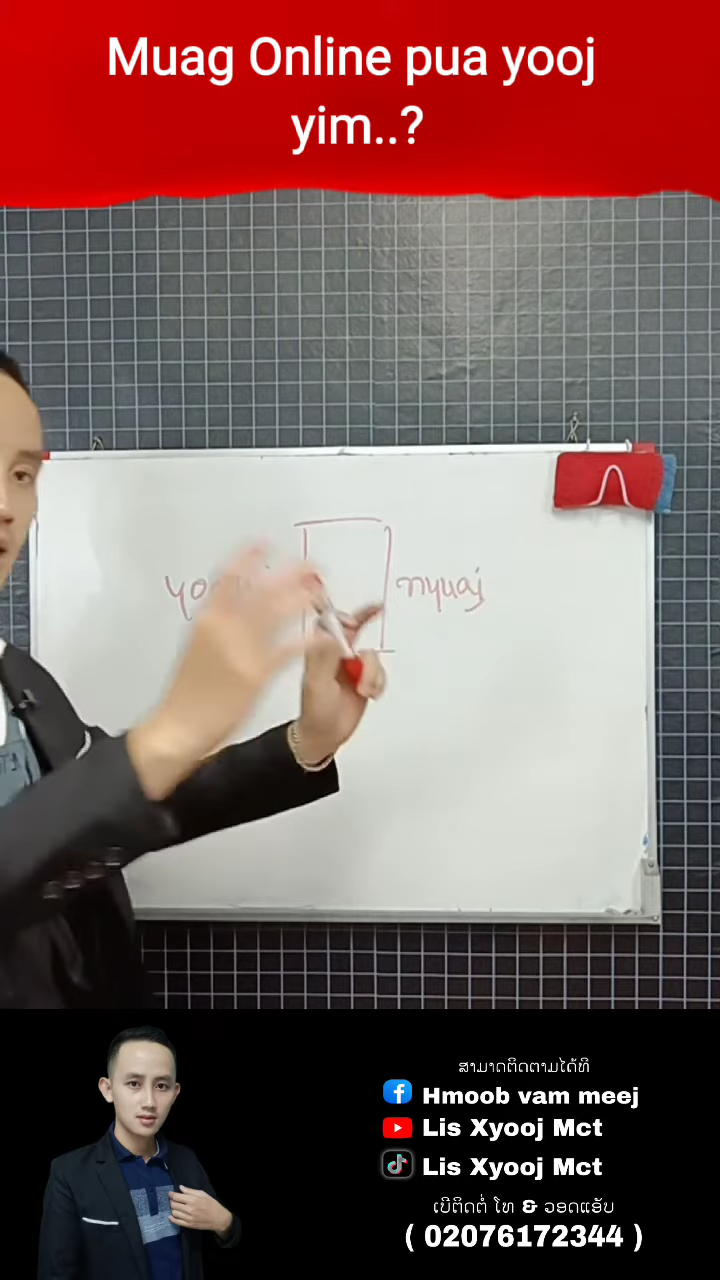 Muag Online pua yooj
yim..?
nyuaj
ສາມາດຕິດຕາມໄດ້ທີ
Hmoob vam meej
Lis Xyooj Mct
Lis Xyooj Mct
ເບີຕິດຕໍ່ ໂທ & ວອດແອັບ
( 02076172344 )